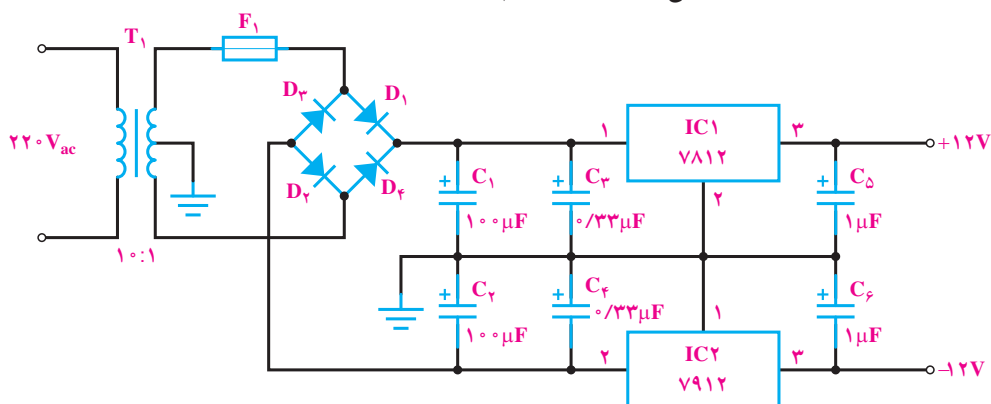 T۱
F۱
۲۲۰Vac
۱۰:۱
D۳
D۱
D۲
D۴
C۱
۱۰۰µF
C۳
۰/۳۳µF
۱
IC۱
۷۸۱۲
۳
۲
C۵
۱µF
+۱۲V
C۲
۱۰۰µF
C۴
۰/۳۳µF
۱
۲
IC۲
۷۹۱۲
۳
C۶
۱µF
–۱۲V